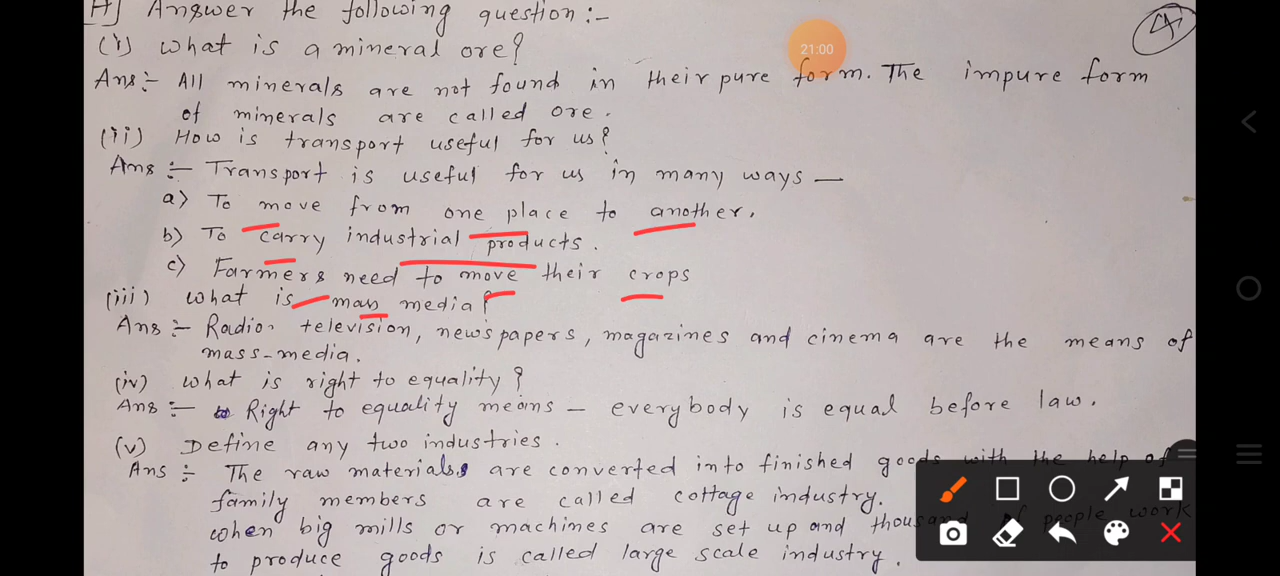 H] Answer the following question :-
(4)
(i) What is a mineral ore?
21:00
Ans :- All minerals are not found in their pure form. The impure form
of minerals are called ore.
(ii) How is transport useful for us?
Ans :- Transport is useful for us in many ways —
a) To move from one place to another.
b) To carry industrial products.
c) Farmers need to move their crops
(iii) What is mass media?
Ans :- Radio, television, newspapers, magazines and cinema are the means of
mass-media.
(iv) What is right to equality?
Ans :- Right to equality means — everybody is equal before law.
(v) Define any two industries.
Ans :- The raw materials are converted into finished goods with the help of
family members are called cottage industry.
when big mills or machines are set up and thousand of people work
to produce goods is called large scale industry.